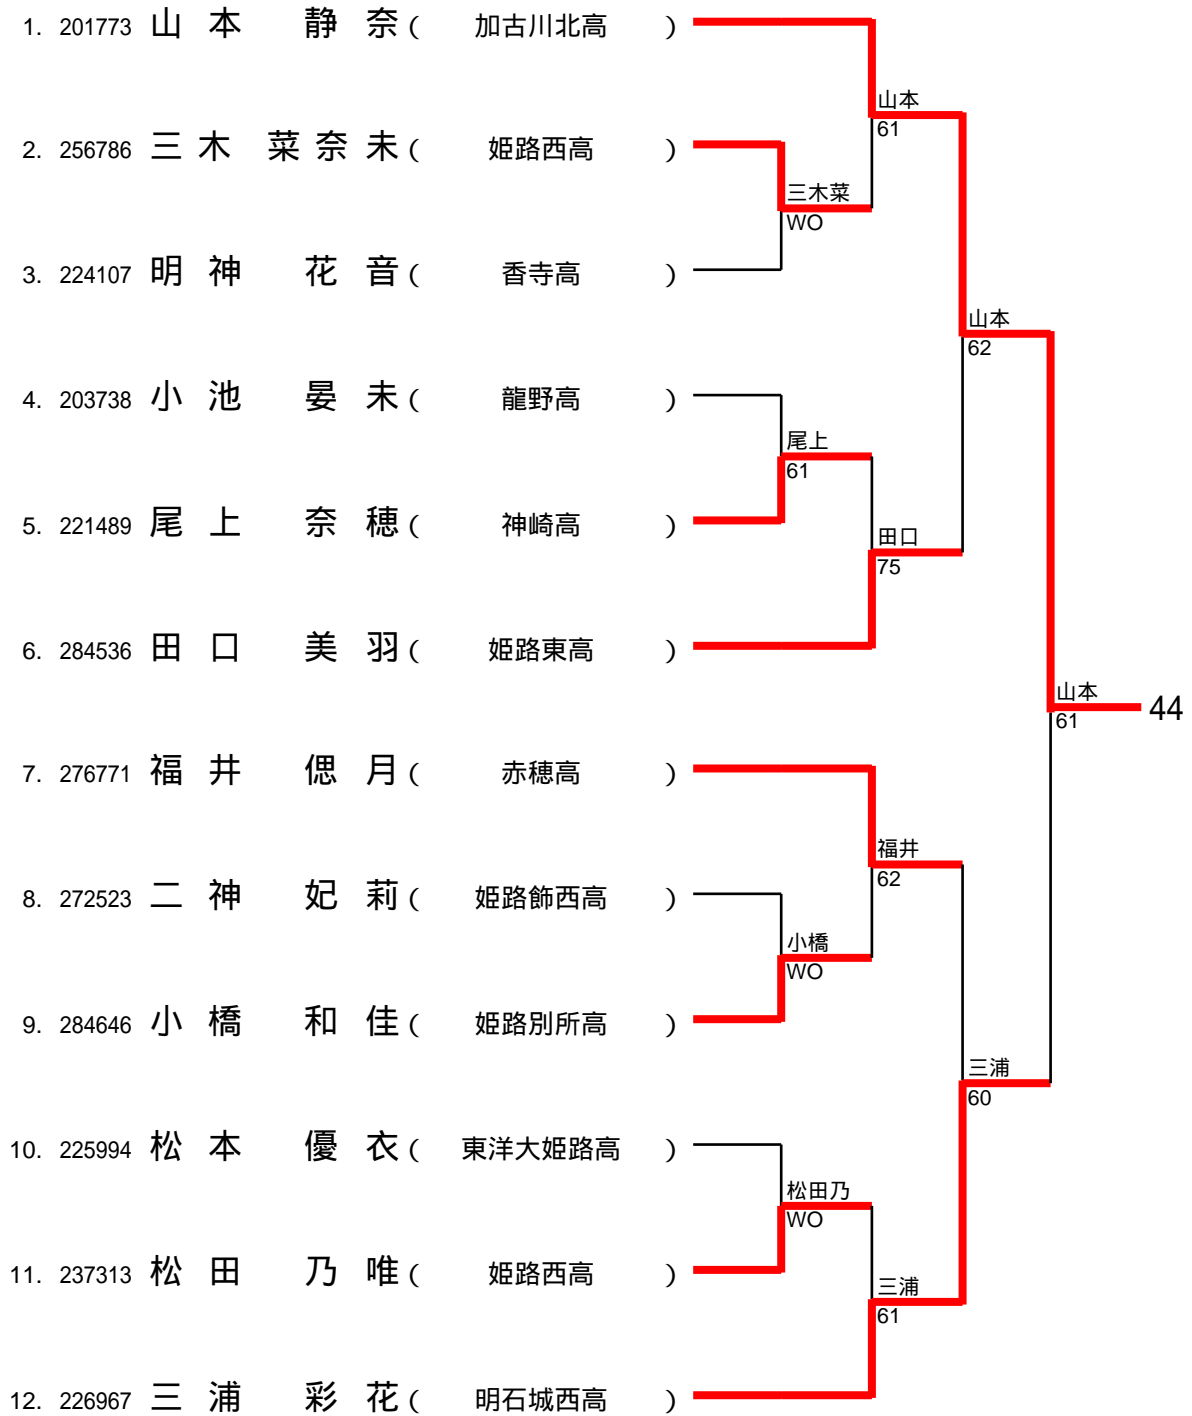 1. 201773 山本 静奈 ( 加古川北高 )
山本
61
2. 256786 三木 菜奈未 ( 姫路西高 )
三木菜
WO
3. 224107 明神 花音 ( 香寺高 )
山本
62
4. 203738 小池 晏未 ( 龍野高 )
尾上
61
5. 221489 尾上 奈穂 ( 神崎高 )
田口
75
6. 284536 田口 美羽 ( 姫路東高 )
山本
61
44
7. 276771 福井 偲月 ( 赤穂高 )
福井
62
8. 272523 二神 妃莉 ( 姫路飾西高 )
小橋
WO
9. 284646 小橋 和佳 ( 姫路別所高 )
三浦
60
10. 225994 松本 優衣 ( 東洋大姫路高 )
松田乃
WO
11. 237313 松田 乃唯 ( 姫路西高 )
三浦
61
12. 226967 三浦 彩花 ( 明石城西高 )